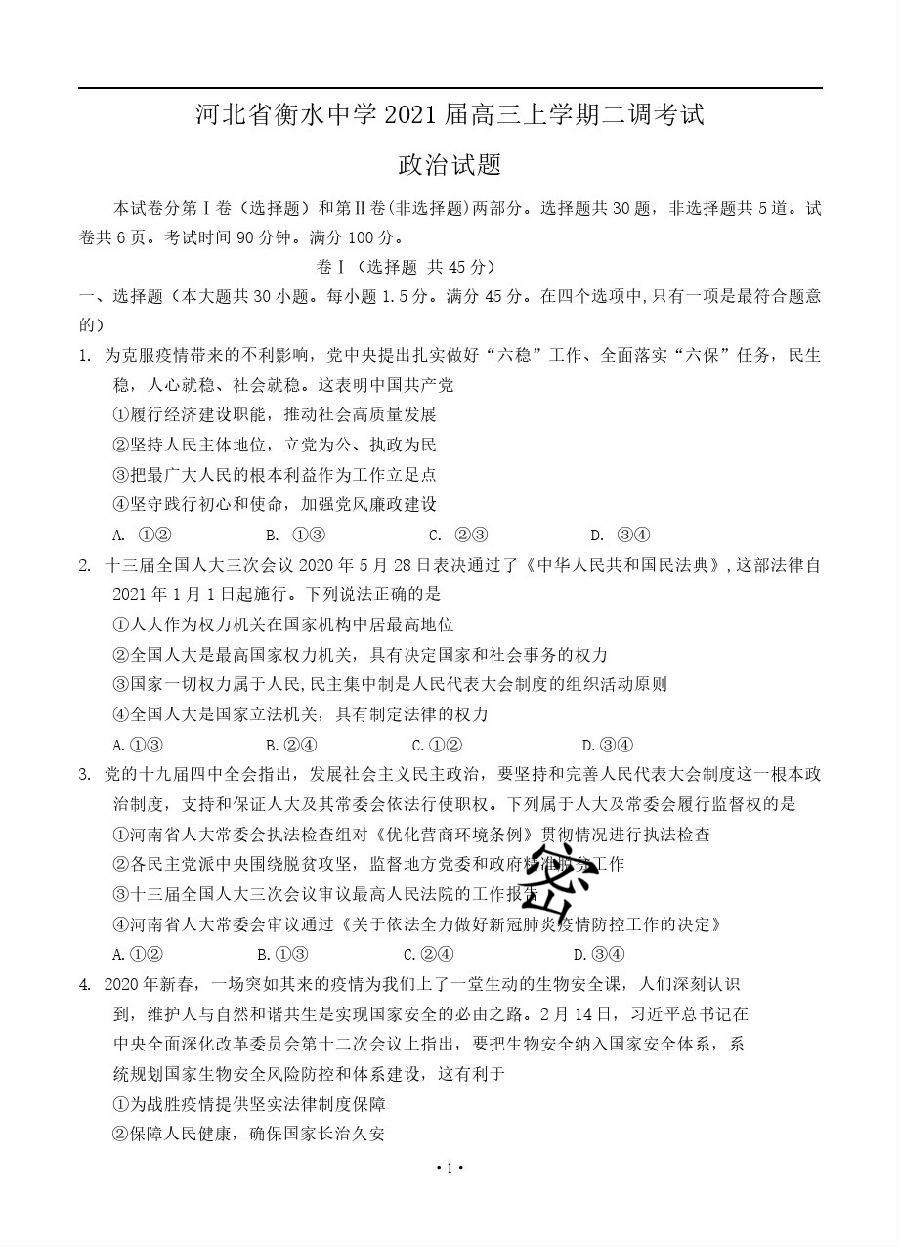 河北省衡水中学2021届高三上学期二调考试
政治试题
本试卷分第Ⅰ卷（选择题）和第Ⅱ卷(非选择题)两部分。选择题共30题，非选择题共5道。试
卷共6页。考试时间90分钟。满分100分。
卷Ⅰ（选择题 共45分）
一、选择题（本大题共30小题。每小题1.5分。满分45分。在四个选项中,只有一项是最符合题意
的）
1. 为克服疫情带来的不利影响，党中央提出扎实做好“六稳”工作、全面落实“六保”任务，民生
稳，人心就稳、社会就稳。这表明中国共产党
①履行经济建设职能，推动社会高质量发展
②坚持人民主体地位，立党为公、执政为民
③把最广大人民的根本利益作为工作立足点
④坚守践行初心和使命，加强党风廉政建设
A. ①② B. ①③ C. ②③ D. ③④
2. 十三届全国人大三次会议2020年5月28日表决通过了《中华人民共和国民法典》,这部法律自
2021年1月1日起施行。下列说法正确的是
①人大作为权力机关在国家机构中居最高地位
②全国人大是最高国家权力机关，具有决定国家和社会事务的权力
③国家一切权力属于人民,民主集中制是人民代表大会制度的组织活动原则
④全国人大是国家立法机关，具有制定法律的权力
A.①③ B.②④ C.①② D.③④
3. 党的十九届四中全会指出，发展社会主义民主政治，要坚持和完善人民代表大会制度这一根本政
治制度，支持和保证人大及其常委会依法行使职权。下列属于人大及常委会履行监督权的是
①河南省人大常委会执法检查组对《优化营商环境条例》贯彻情况进行执法检查
②各民主党派中央围绕脱贫攻坚，监督地方党委和政府精准脱贫工作
③十三届全国人大三次会议审议最高人民法院的工作报告
④河南省人大常委会审议通过《关于依法全力做好新冠肺炎疫情防控工作的决定》
密
A.①② B.①③ C.②④ D.③④
4. 2020年新春，一场突如其来的疫情为我们上了一堂生动的生物安全课，人们深刻认识
到，维护人与自然和谐共生是实现国家安全的必由之路。2月14日，习近平总书记在
中央全面深化改革委员会第十二次会议上指出，要把生物安全纳入国家安全体系，系
统规划国家生物安全风险防控和体系建设，这有利于
①为战胜疫情提供坚实法律制度保障
②保障人民健康，确保国家长治久安
·1·